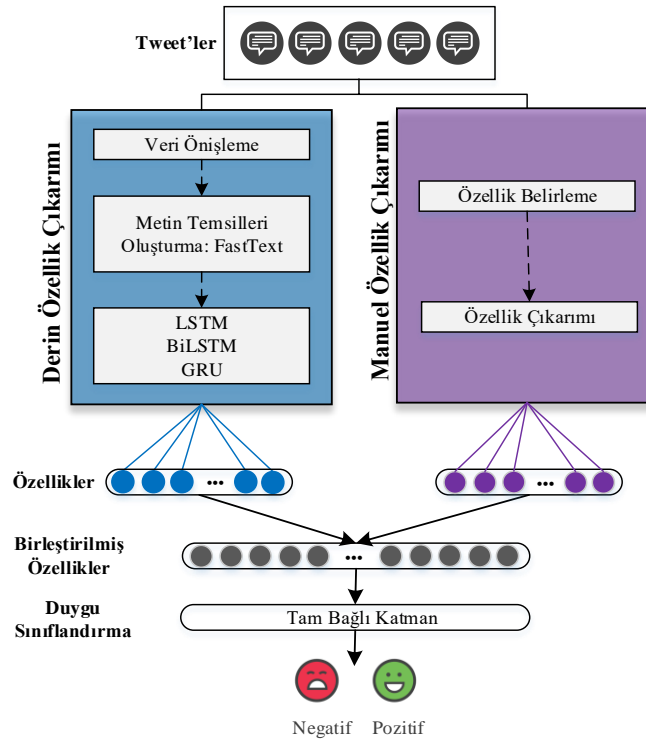 Tweet’ler
Derin Özellik Çıkarımı
Veri Önişleme
Metin Temsilleri
Oluşturma: FastText
LSTM
BiLSTM
GRU
Manuel Özellik Çıkarımı
Özellik Belirleme
Özellik Çıkarımı
Özellikler
...
...
Birleştirilmiş
Özellikler
...
Duygu
Sınıflandırma
Tam Bağlı Katman
Negatif
Pozitif